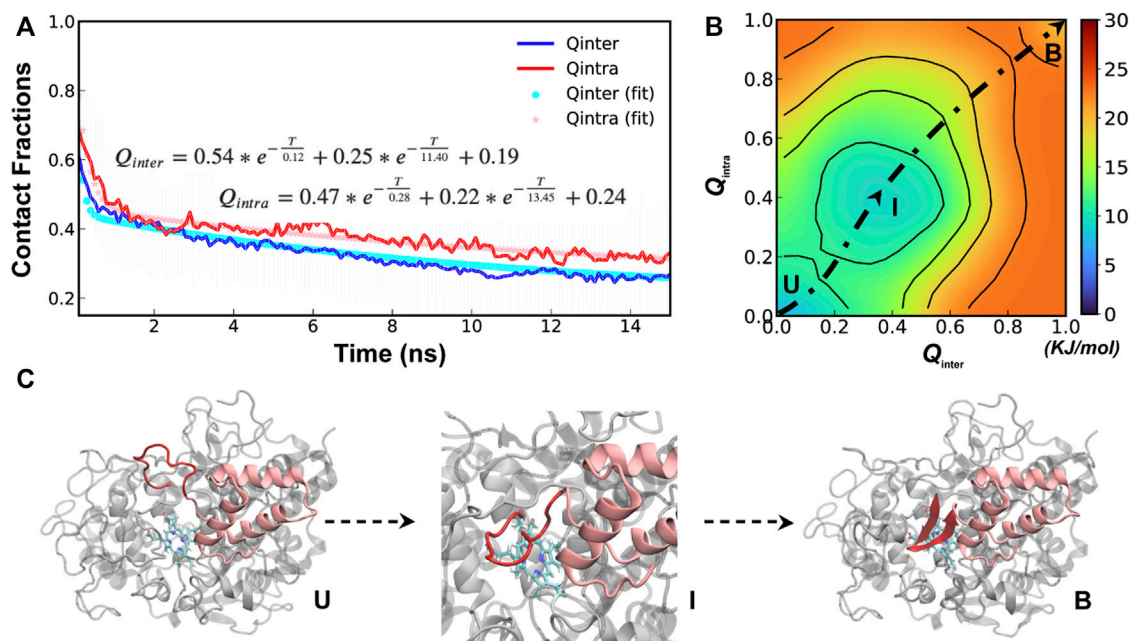 A
1.0
0.8
0.6
0.4
0.2
Contact Fractions
Qinter
Qintra
Qinter (fit)
Qintra (fit)
Q_inter = 0.54 * e^{-T/0.12} + 0.25 * e^{-T/11.40} + 0.19
Q_intra = 0.47 * e^{-T/0.28} + 0.22 * e^{-T/13.45} + 0.24
2 4 6 8 10 12 14
Time (ns)
B
1.0
0.8
0.6
0.4
0.2
0.0
Q_intra
B
I
U
0.0 0.2 0.4 0.6 0.8 1.0
Q_inter
30
25
20
15
10
5
0
(KJ/mol)
C
U
I
B